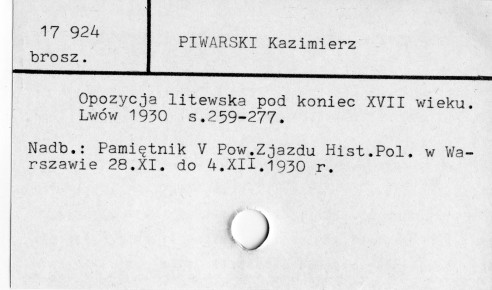 17 924
brosz.
PIWARSKI Kazimierz
Opozycja litewska pod koniec XVII wieku.
Lwów 1930 s.259-277.
Nadb.: Pamiętnik V Pow.Zjazdu Hist.Pol. w Wa-
rszawie 28.XI. do 4.XII.1930 r.